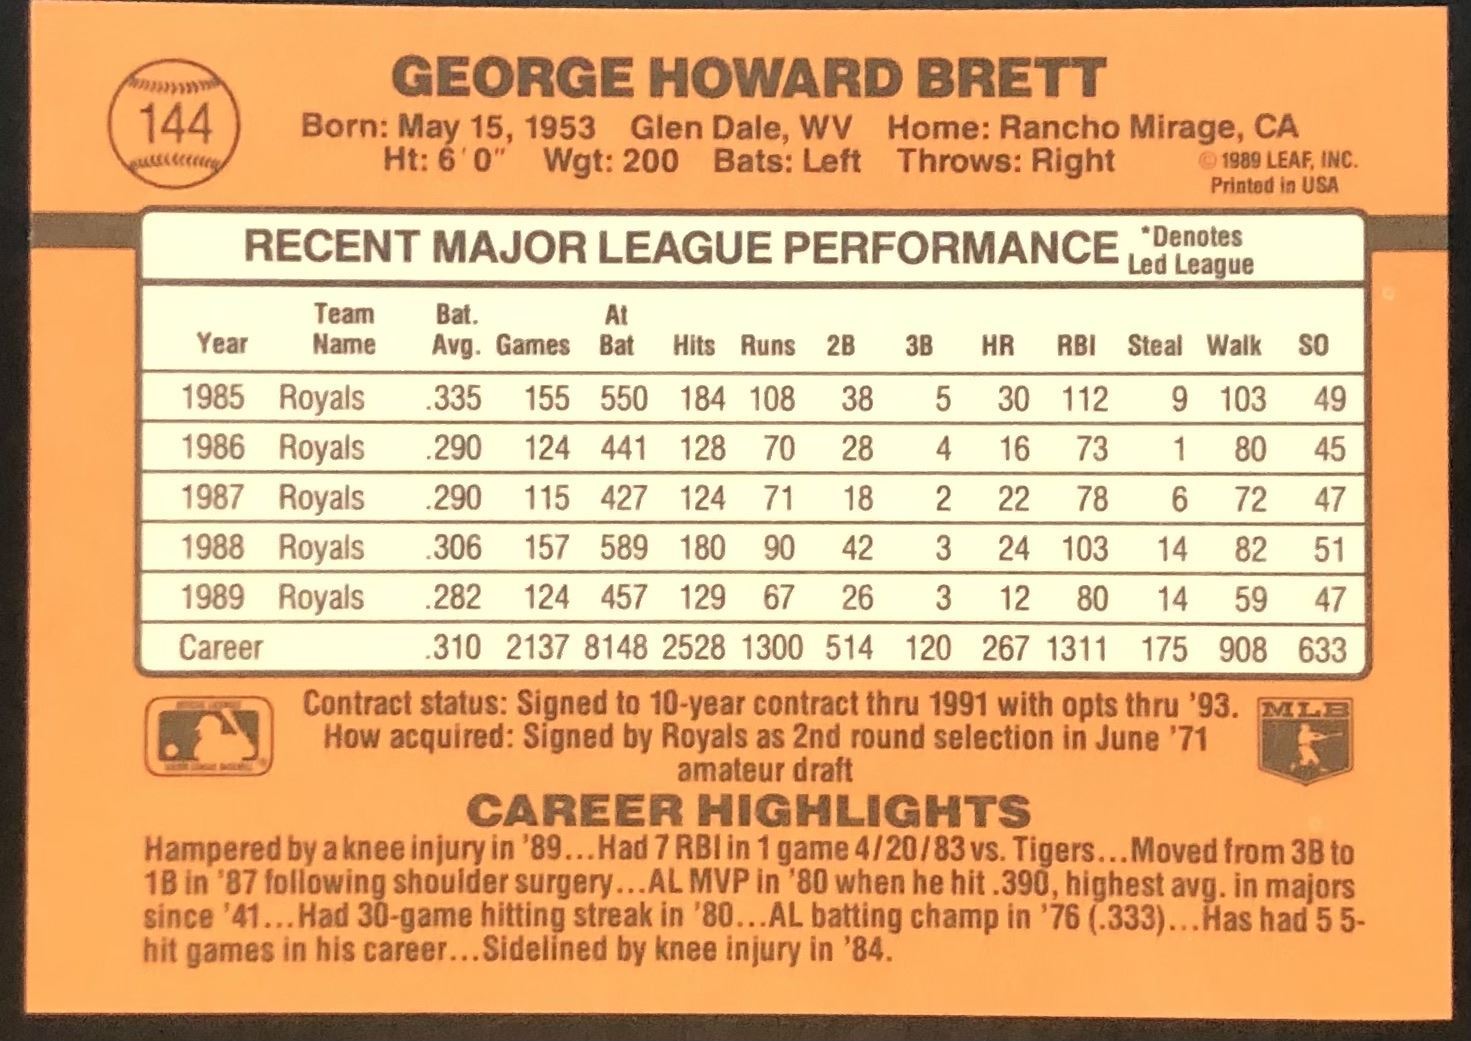 144
GEORGE HOWARD BRETT
Born: May 15, 1953 Glen Dale, WV Home: Rancho Mirage, CA
Ht: 6'0" Wgt: 200 Bats: Left Throws: Right
© 1989 LEAF, INC.
Printed in USA
RECENT MAJOR LEAGUE PERFORMANCE *Denotes
Led League
Year Team Name Bat. Avg. Games At Bat Hits Runs 2B 3B HR RBI Steal Walk SO
1985 Royals .335 155 550 184 108 38 5 30 112 9 103 49
1986 Royals .290 124 441 128 70 28 4 16 73 1 80 45
1987 Royals .290 115 427 124 71 18 2 22 78 6 72 47
1988 Royals .306 157 589 180 90 42 3 24 103 14 82 51
1989 Royals .282 124 457 129 67 26 3 12 80 14 59 47
Career .310 2137 8148 2528 1300 514 120 267 1311 175 908 633
Contract status: Signed to 10-year contract thru 1991 with opts thru '93.
How acquired: Signed by Royals as 2nd round selection in June '71
amateur draft
MLB
CAREER HIGHLIGHTS
Hampered by a knee injury in '89...Had 7 RBI in 1 game 4/20/83 vs. Tigers...Moved from 3B to
1B in '87 following shoulder surgery...AL MVP in '80 when he hit .390, highest avg. in majors
since '41...Had 30-game hitting streak in '80...AL batting champ in '76 (.333)...Has had 5 5-
hit games in his career...Sidelined by knee injury in '84.